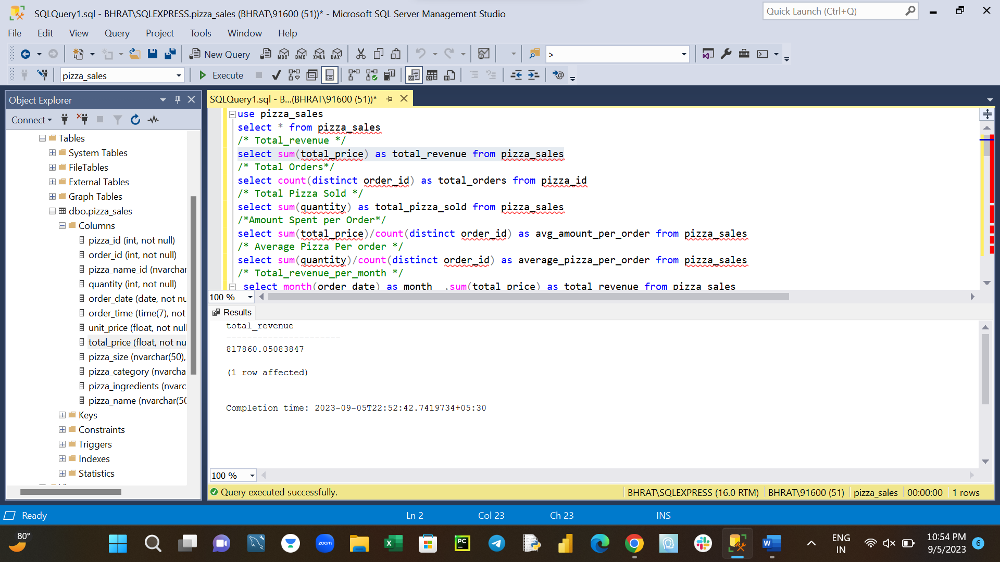 SQLQuery1.sql - BHRAT\SQLEXPRESS.pizza_sales (BHRAT\91600 (51))* - Microsoft SQL Server Management Studio
Quick Launch (Ctrl+Q)
File Edit View Query Project Tools Window Help
New Query
MDX DMX XMLA DAX
>
pizza_sales
Execute
Object Explorer
Connect
Tables
System Tables
FileTables
External Tables
Graph Tables
dbo.pizza_sales
Columns
pizza_id (int, not null)
order_id (int, not null)
pizza_name_id (nvarchar
quantity (int, not null)
order_date (date, not nu
order_time (time(7), not
unit_price (float, not null
total_price (float, not nu
pizza_size (nvarchar(50),
pizza_category (nvarcha
pizza_ingredients (nvarc
pizza_name (nvarchar(50
Keys
Constraints
Triggers
Indexes
Statistics
SQLQuery1.sql - B...(BHRAT\91600 (51))*
use pizza_sales
select * from pizza_sales
/* Total_revenue */
select sum(total_price) as total_revenue from pizza_sales
/* Total Orders*/
select count(distinct order_id) as total_orders from pizza_id
/* Total Pizza Sold */
select sum(quantity) as total_pizza_sold from pizza_sales
/*Amount Spent per Order*/
select sum(total_price)/count(distinct order_id) as avg_amount_per_order from pizza_sales
/* Average Pizza Per order */
select sum(quantity)/count(distinct order_id) as average_pizza_per_order from pizza_sales
/* Total_revenue_per_month */
select month(order_date) as month_ ,sum(total_price) as total_revenue from pizza_sales
100 %
Results
total_revenue
----------------------
817860.05083847
(1 row affected)
Completion time: 2023-09-05T22:52:42.7419734+05:30
100 %
Query executed successfully.
BHRAT\SQLEXPRESS (16.0 RTM) BHRAT\91600 (51) pizza_sales 00:00:00 1 rows
Ready
Ln 2 Col 23 Ch 23 INS
80°
zoom
PC
ENG
IN
10:54 PM
9/5/2023
6